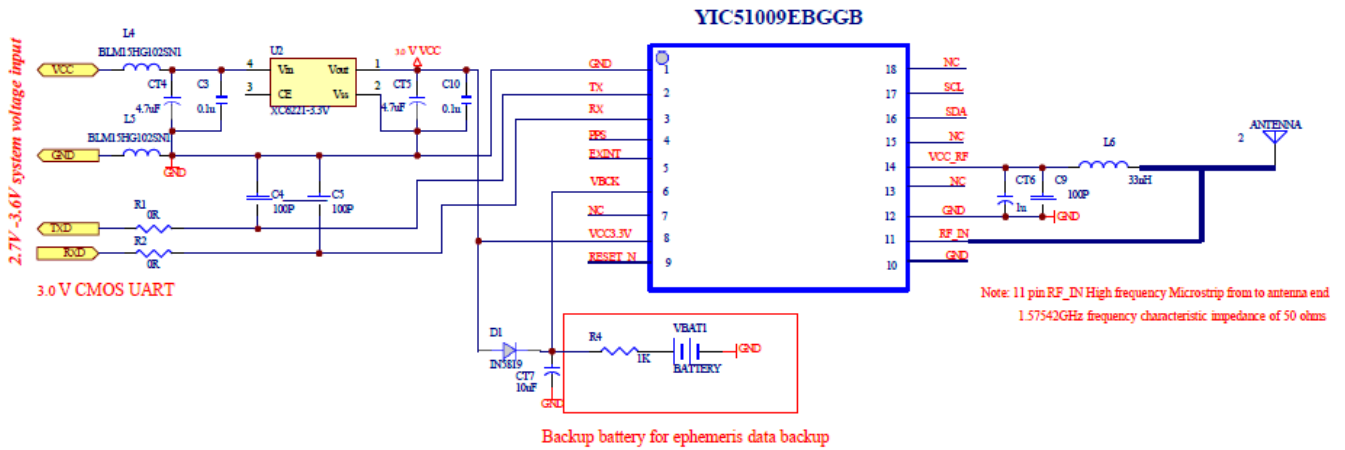 YIC51009EBGGB
2.7V -3.6V system voltage input
L4
BLM15HG102SN1
VCC
CT4
4.7uF
C3
0.1u
U2
4
Vin
Vout
1
3
CE
Vss
2
XC6221-3.3V
3.0 V VCC
CT5
4.7uF
C10
0.1u
L5
BLM15HG102SN1
GND
GND
C4
100P
C5
100P
R1
0R
TXD
R2
0R
RXD
3.0 V CMOS UART
GND
1
TX
2
RX
3
PPS
4
EXINT
5
VBCK
6
NC
7
VCC3.3V
8
RESET_N
9
18
NC
17
SCL
16
SDA
15
NC
14
VCC_RF
13
NC
12
GND
11
RF_IN
10
GND
CT6
1u
C9
100P
GND
L6
33nH
2
ANTENNA
Note: 11 pin RF_IN High frequency Microstrip from to antenna end
1.57542GHz frequency characteristic impedance of 50 ohms
D1
IN5819
CT7
10uF
GND
R4
1K
VBAT1
BATTERY
GND
Backup battery for ephemeris data backup